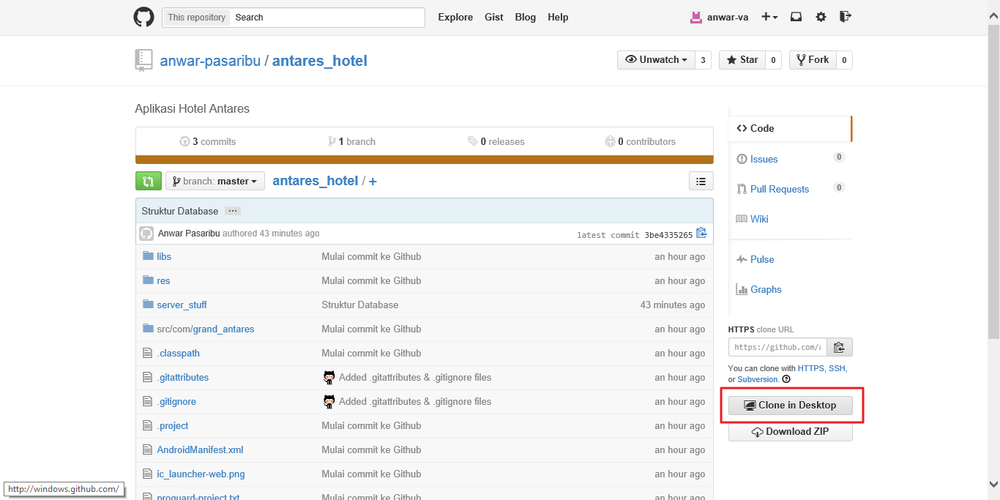 This repository Search Explore Gist Blog Help anwar-va
anwar-pasaribu / antares_hotel Unwatch 3 Star 0 Fork 0
Aplikasi Hotel Antares
3 commits 1 branch 0 releases 0 contributors
branch: master antares_hotel / +
Struktur Database ...
Anwar Pasaribu authored 43 minutes ago latest commit 3be4335265
libs Mulai commit ke Github an hour ago
res Mulai commit ke Github an hour ago
server_stuff Struktur Database 43 minutes ago
src/com/grand_antares Mulai commit ke Github an hour ago
.classpath Mulai commit ke Github an hour ago
.gitattributes Added .gitattributes & .gitignore files an hour ago
.gitignore Added .gitattributes & .gitignore files an hour ago
.project Mulai commit ke Github an hour ago
AndroidManifest.xml Mulai commit ke Github an hour ago
ic_launcher-web.png Mulai commit ke Github an hour ago
proguard-project.txt Mulai commit ke Github an hour ago
Code
Issues 0
Pull Requests 0
Wiki
Pulse
Graphs
HTTPS clone URL
https://github.com/a
You can clone with HTTPS, SSH,
or Subversion.
Clone in Desktop
Download ZIP
http://windows.github.com/